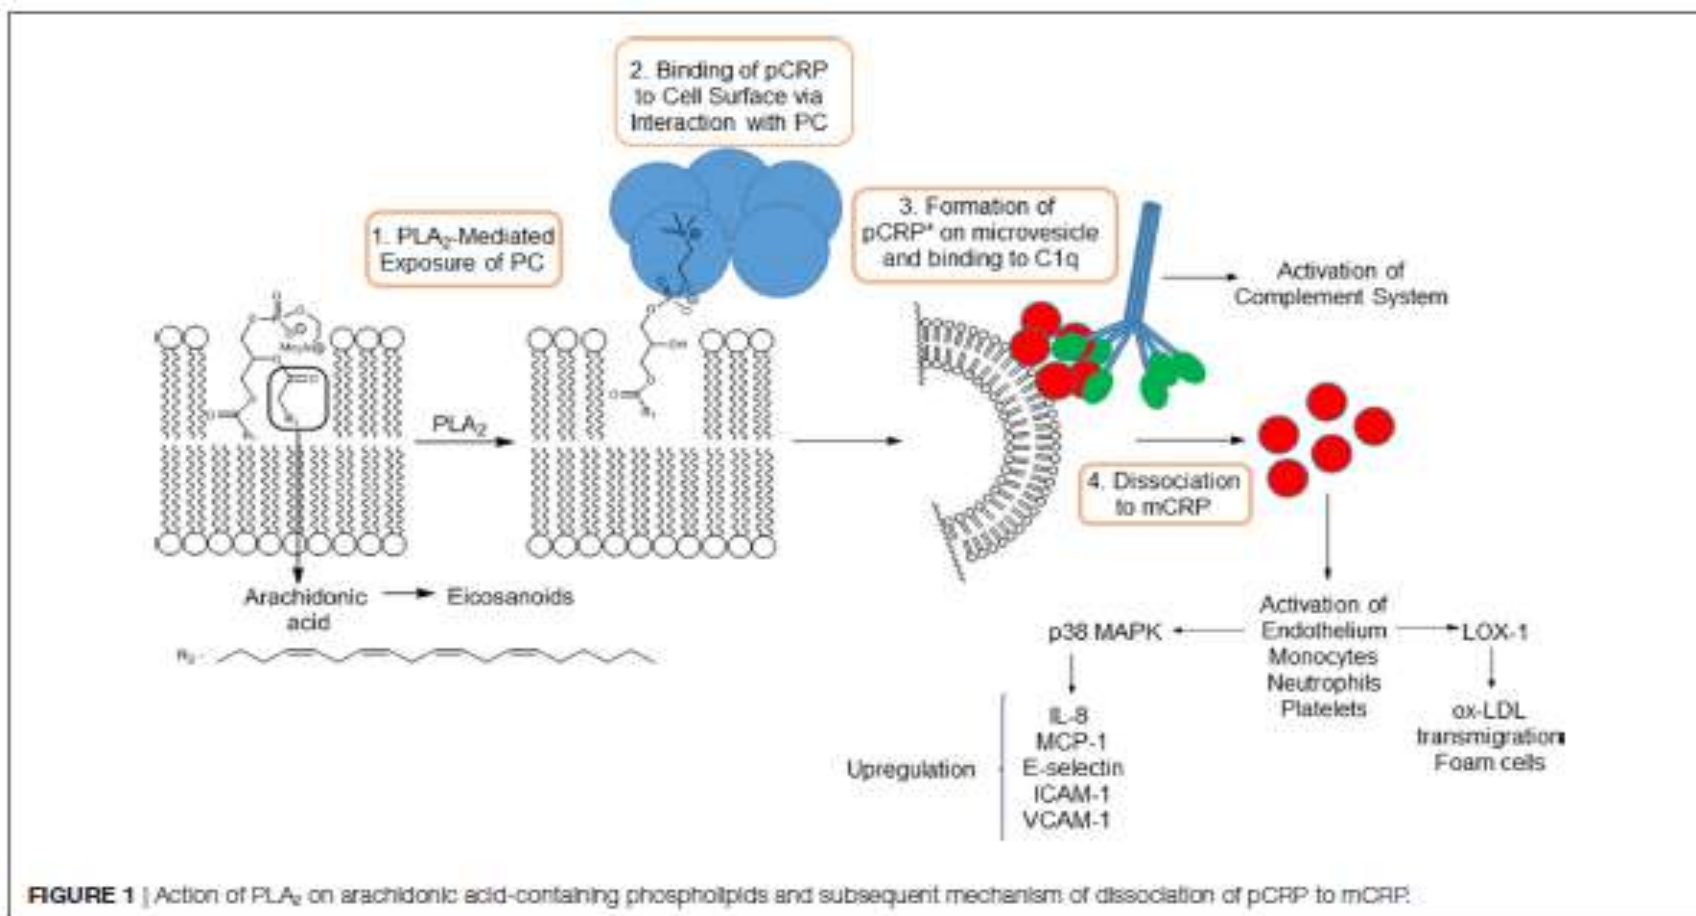 2. Binding of pCRP
to Cell Surface via
Interaction with PC
1. PLA₂-Mediated
Exposure of PC
3. Formation of
pCRP* on microvesicle
and binding to C1q
Activation of
Complement System
PLA₂
OH
R₁
4. Dissociation
to mCRP
Arachidonic
acid
Eicosanoids
R₂-
Activation of
Endothelium
Monocytes
Neutrophils
Platelets
p38 MAPK
LOX-1
IL-8
MCP-1
E-selectin
ICAM-1
VCAM-1
Upregulation
ox-LDL
transmigration
Foam cells
FIGURE 1 | Action of PLA₂ on arachidonic acid-containing phospholipids and subsequent mechanism of dissociation of pCRP to mCRP.